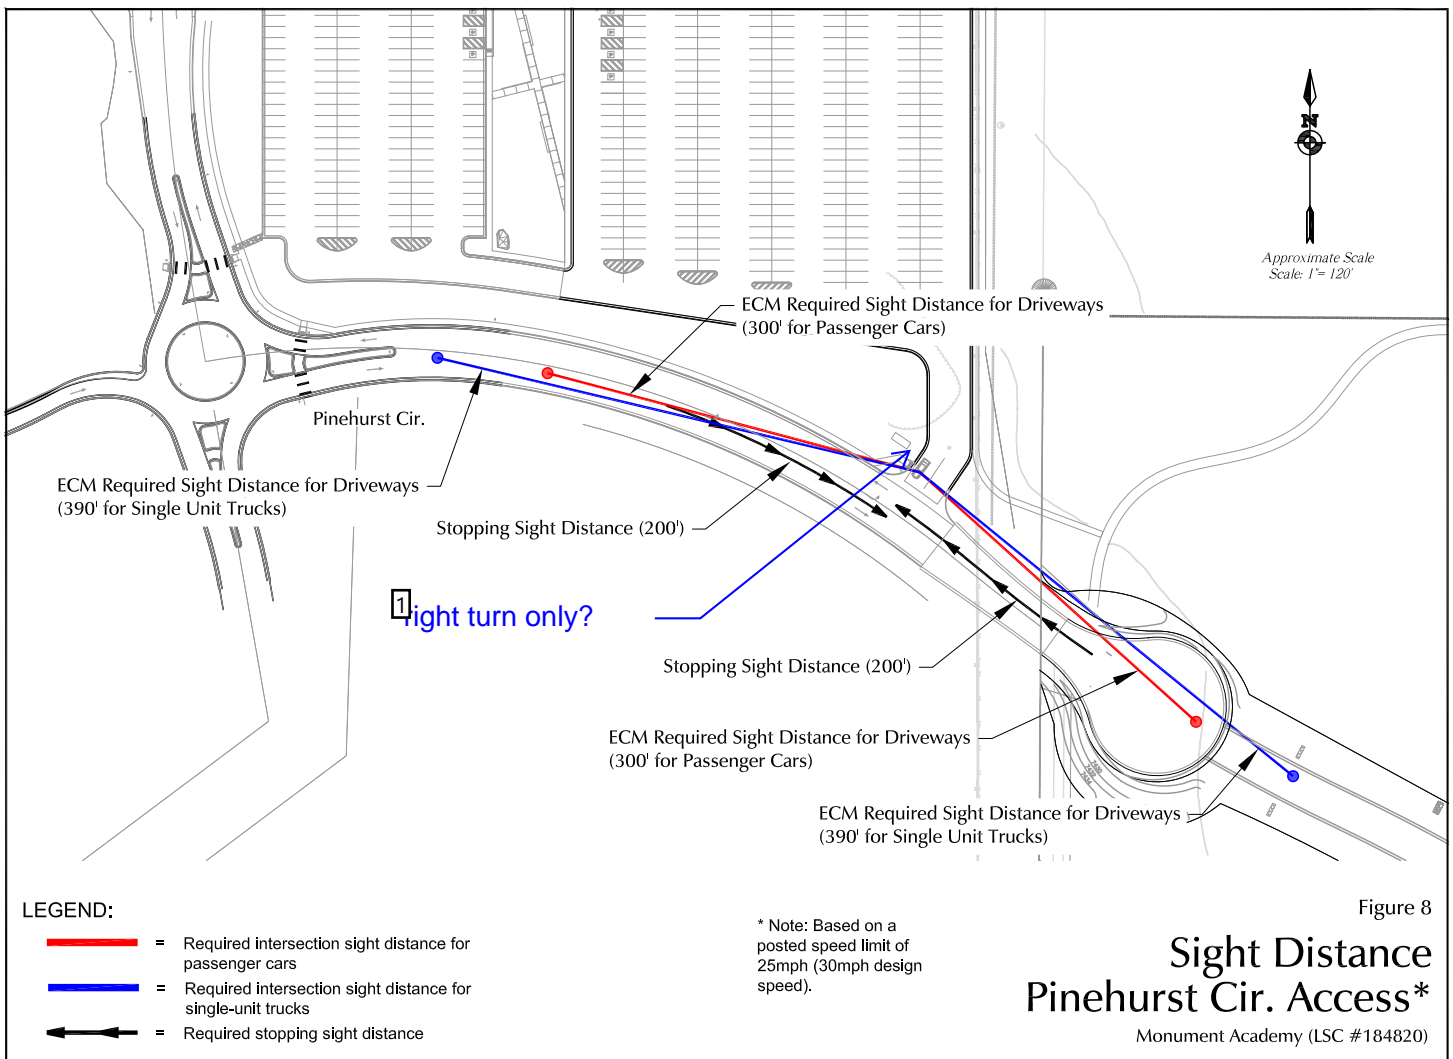 N
Approximate Scale
Scale: 1"= 120'
ECM Required Sight Distance for Driveways
(300' for Passenger Cars)
Pinehurst Cir.
ECM Required Sight Distance for Driveways
(390' for Single Unit Trucks)
Stopping Sight Distance (200')
1
right turn only?
Stopping Sight Distance (200')
ECM Required Sight Distance for Driveways
(300' for Passenger Cars)
ECM Required Sight Distance for Driveways
(390' for Single Unit Trucks)
LEGEND:
= Required intersection sight distance for
passenger cars
= Required intersection sight distance for
single-unit trucks
= Required stopping sight distance
* Note: Based on a
posted speed limit of
25mph (30mph design
speed).
Figure 8
Sight Distance
Pinehurst Cir. Access*
Monument Academy (LSC #184820)